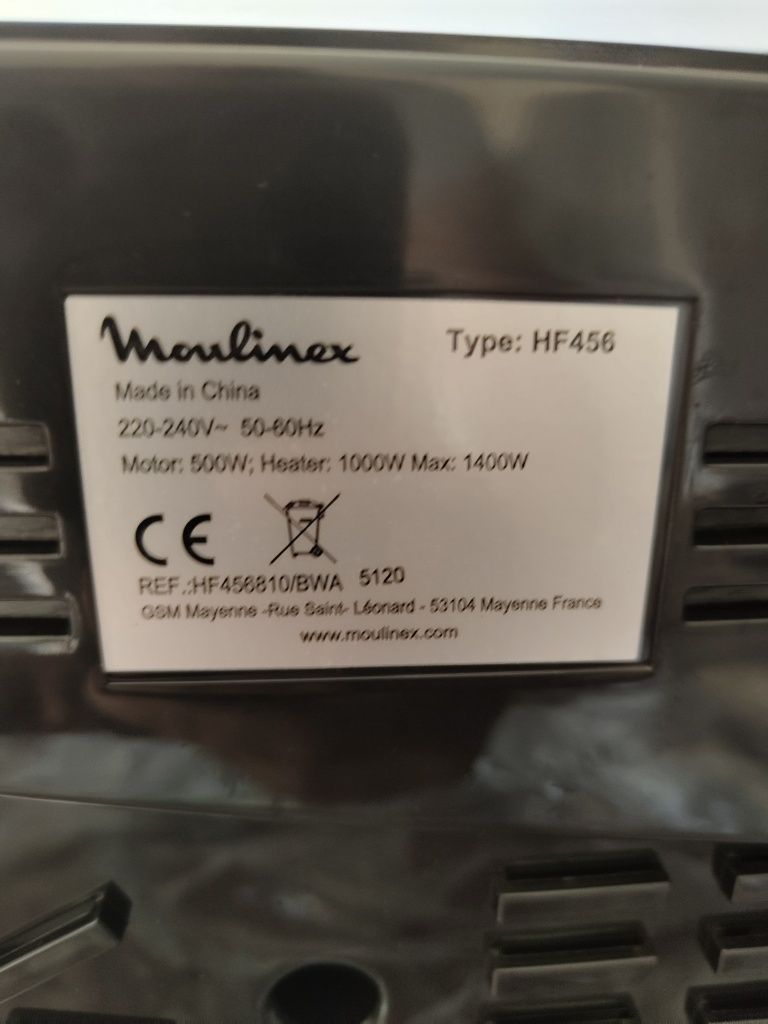 Moulinex Type: HF456
Made in China
220-240V~ 50-60Hz
Motor: 500W; Heater: 1000W Max: 1400W
CE
REF.:HF456810/BWA 5120
GSM Mayenne -Rue Saint- Léonard - 53104 Mayenne France
www.moulinex.com